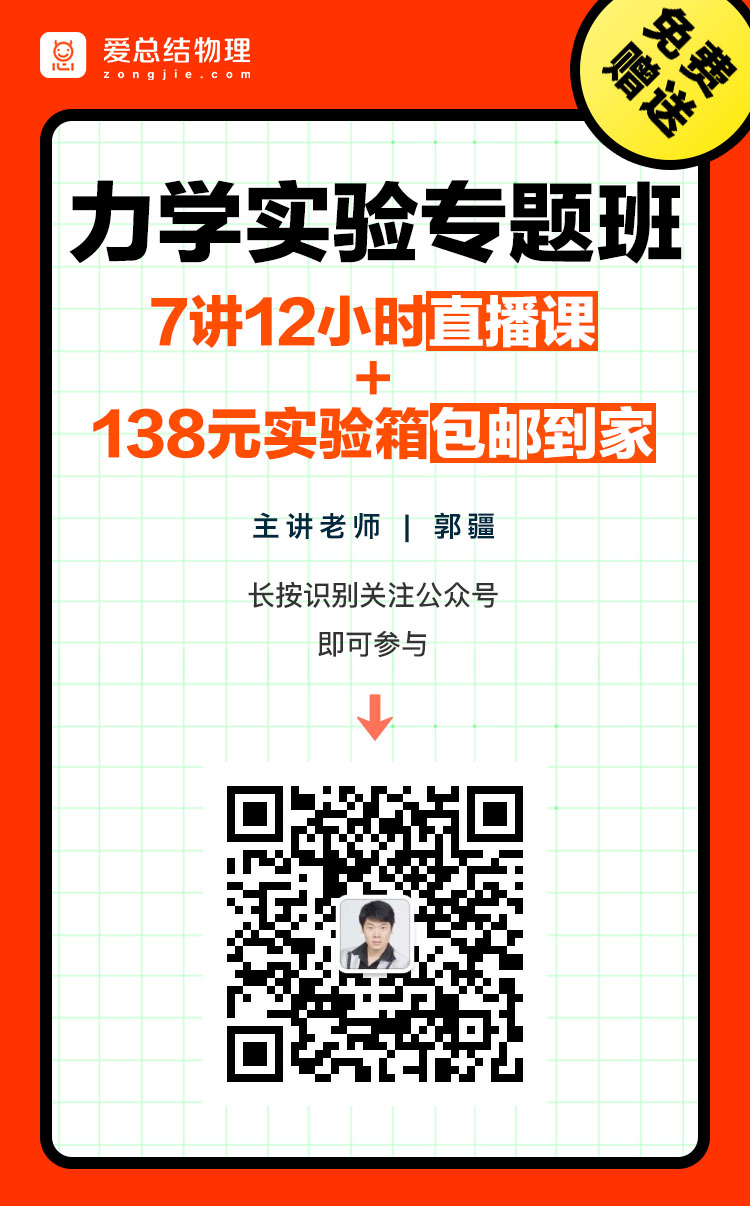 爱总结物理
zongjie.com
免费
赠送
力学实验专题班
7讲12小时直播课
+
138元实验箱包邮到家
主讲老师 | 郭疆
长按识别关注公众号
即可参与